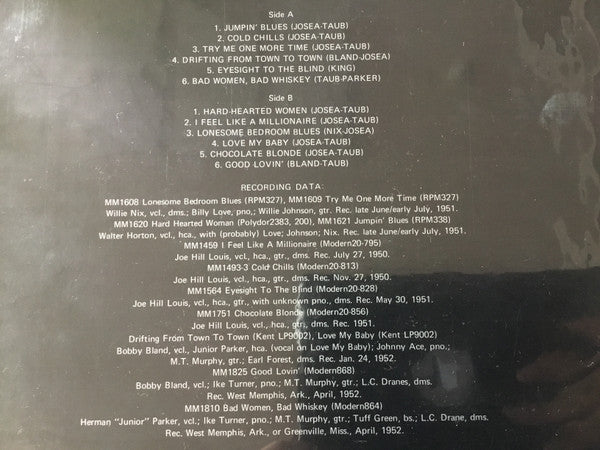 Side A
1. JUMPIN' BLUES (JOSEA-TAUB)
2. COLD CHILLS (JOSEA-TAUB)
3. TRY ME ONE MORE TIME (JOSEA-TAUB)
4. DRIFTING FROM TOWN TO TOWN (BLAND-JOSEA)
5. EYESIGHT TO THE BLIND (KING)
6. BAD WOMEN, BAD WHISKEY (TAUB-PARKER)
Side B
1. HARD-HEARTED WOMEN (JOSEA-TAUB)
2. I FEEL LIKE A MILLIONAIRE (JOSEA-TAUB)
3. LONESOME BEDROOM BLUES (NIX-JOSEA)
4. LOVE MY BABY (JOSEA-TAUB)
5. CHOCOLATE BLONDE (JOSEA-TAUB)
6. GOOD LOVIN' (BLAND-TAUB)
RECORDING DATA:
MM1608 Lonesome Bedroom Blues (RPM327), MM1609 Try Me One More Time (RPM327)
Willie Nix, vcl., dms.; Billy Love, pno,; Willie Johnson, gtr. Rec. late June/early July, 1951.
MM1620 Hard Hearted Woman (Polydor2383, 200), MM1621 Jumpin' Blues (RPM338)
Walter Horton, vcl., hca., with (probably) Love; Johnson; Nix. Rec. late June/early July, 1951.
MM1459 I Feel Like A Millionaire (Modern20-795)
Joe Hill Louis, vcl., hca., gtr., dms. Rec. July 27, 1950.
MM1493-3 Cold Chills (Modern20-813)
Joe Hill Louis, vcl., hca., gtr., dms. Rec. Nov. 27, 1950.
MM1564 Eyesight To The Blind (Modern20-828)
Joe Hill Louis, vcl., hca., gtr., with unknown pno., dms. Rec. May 30, 1951.
MM1751 Chocolate Blonde (Modern20-856)
Joe Hill Louis, vcl., hca., gtr., dms. Rec. 1951.
Drifting From Town To Town (Kent LP9002), Love My Baby (Kent LP9002)
Bobby Bland, vcl., Junior Parker, hca. (vocal on Love My Baby); Johnny Ace, pno.;
M.T. Murphy, gtr.; Earl Forest, dms. Rec. Jan. 24, 1952.
MM1825 Good Lovin' (Modern868)
Bobby Bland, vcl.; Ike Turner, pno.; M.T. Murphy, gtr.; L.C. Dranes, dms.
Rec. West Memphis, Ark., April, 1952.
MM1810 Bad Women, Bad Whiskey (Modern864)
Herman "Junior" Parker, vcl.; Ike Turner, pno.; M.T. Murphy, gtr.; Tuff Green, bs.; L.C. Drane, dms.
Rec. West Memphis, Ark., or Greenville, Miss., April, 1952.